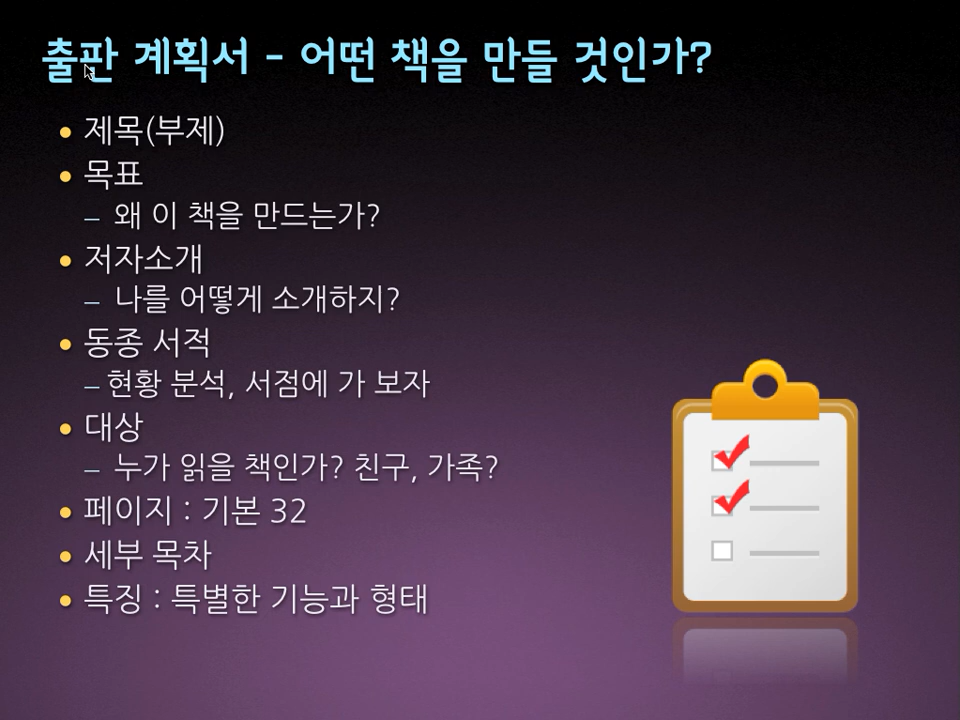 출판 계획서 - 어떤 책을 만들 것인가?
• 제목(부제)
• 목표
– 왜 이 책을 만드는가?
• 저자소개
– 나를 어떻게 소개하지?
• 동종 서적
– 현황 분석, 서점에 가 보자
• 대상
– 누가 읽을 책인가? 친구, 가족?
• 페이지 : 기본 32
• 세부 목차
• 특징 : 특별한 기능과 형태